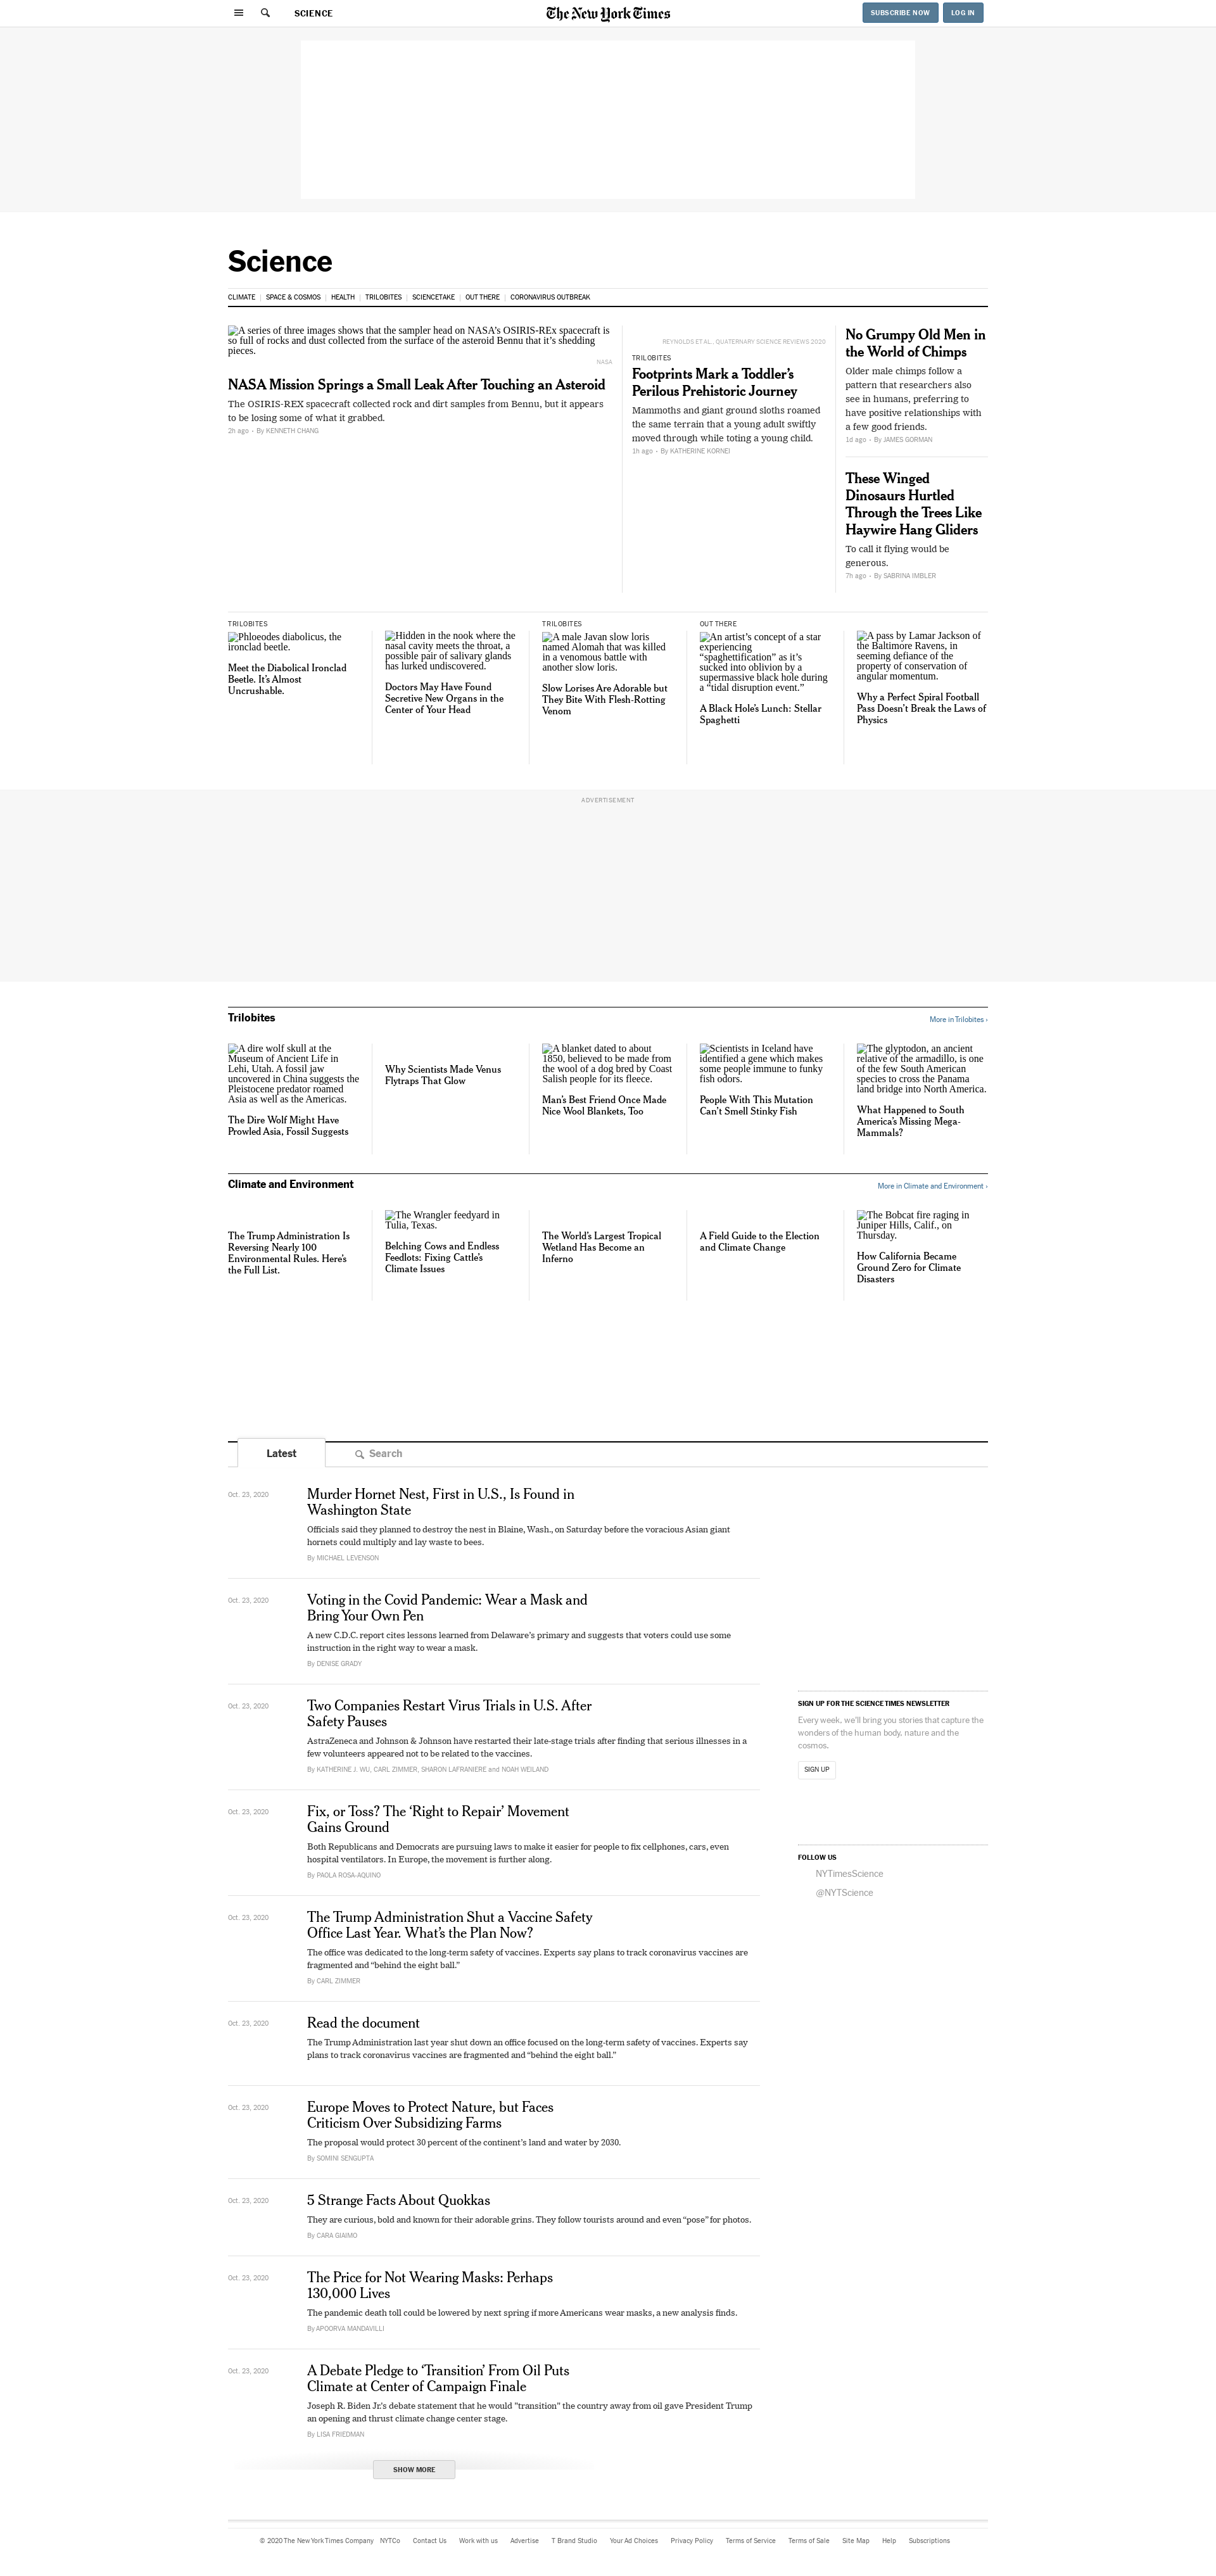 SCIENCE
The New York Times
SUBSCRIBE NOW
LOG IN
Science
CLIMATE
SPACE & COSMOS
HEALTH
TRILOBITES
SCIENCETAKE
OUT THERE
CORONAVIRUS OUTBREAK
A series of three images shows that the sampler head on NASA's OSIRIS-REx spacecraft is
so full of rocks and dust collected from the surface of the asteroid Bennu that it's shedding
pieces.
NASA
NASA Mission Springs a Small Leak After Touching an Asteroid
The OSIRIS-REX spacecraft collected rock and dirt samples from Bennu, but it appears
to be losing some of what it grabbed.
2h ago • By KENNETH CHANG
REYNOLDS ET AL., QUATERNARY SCIENCE REVIEWS 2020
TRILOBITES
Footprints Mark a Toddler's
Perilous Prehistoric Journey
Mammoths and giant ground sloths roamed
the same terrain that a young adult swiftly
moved through while toting a young child.
1h ago • By KATHERINE KORNEI
No Grumpy Old Men in
the World of Chimps
Older male chimps follow a
pattern that researchers also
see in humans, preferring to
have positive relationships with
a few good friends.
1d ago • By JAMES GORMAN
These Winged
Dinosaurs Hurtled
Through the Trees Like
Haywire Hang Gliders
To call it flying would be
generous.
7h ago • By SABRINA IMBLER
TRILOBITES
Phloeodes diabolicus, the
ironclad beetle.
Meet the Diabolical Ironclad
Beetle. It's Almost
Uncrushable.
Hidden in the nook where the
nasal cavity meets the throat, a
possible pair of salivary glands
has lurked undiscovered.
Doctors May Have Found
Secretive New Organs in the
Center of Your Head
TRILOBITES
A male Javan slow loris
named Alomah that was killed
in a venomous battle with
another slow loris.
Slow Lorises Are Adorable but
They Bite With Flesh-Rotting
Venom
OUT THERE
An artist's concept of a star
experiencing
“spaghettification” as it's
sucked into oblivion by a
supermassive black hole during
a “tidal disruption event.”
A Black Hole's Lunch: Stellar
Spaghetti
A pass by Lamar Jackson of
the Baltimore Ravens, in
seeming defiance of the
property of conservation of
angular momentum.
Why a Perfect Spiral Football
Pass Doesn't Break the Laws of
Physics
ADVERTISEMENT
Trilobites
More in Trilobites ›
A dire wolf skull at the
Museum of Ancient Life in
Lehi, Utah. A fossil jaw
uncovered in China suggests the
Pleistocene predator roamed
Asia as well as the Americas.
The Dire Wolf Might Have
Prowled Asia, Fossil Suggests
Why Scientists Made Venus
Flytraps That Glow
A blanket dated to about
1850, believed to be made from
the wool of a dog bred by Coast
Salish people for its fleece.
Man's Best Friend Once Made
Nice Wool Blankets, Too
Scientists in Iceland have
identified a gene which makes
some people immune to funky
fish odors.
People With This Mutation
Can't Smell Stinky Fish
The glyptodon, an ancient
relative of the armadillo, is one
of the few South American
species to cross the Panama
land bridge into North America.
What Happened to South
America's Missing Mega-
Mammals?
Climate and Environment
More in Climate and Environment ›
The Trump Administration Is
Reversing Nearly 100
Environmental Rules. Here's
the Full List.
The Wrangler feedyard in
Tulia, Texas.
Belching Cows and Endless
Feedlots: Fixing Cattle's
Climate Issues
The World's Largest Tropical
Wetland Has Become an
Inferno
A Field Guide to the Election
and Climate Change
The Bobcat fire raging in
Juniper Hills, Calif., on
Thursday.
How California Became
Ground Zero for Climate
Disasters
Latest
Search
Oct. 23, 2020
Murder Hornet Nest, First in U.S., Is Found in
Washington State
Officials said they planned to destroy the nest in Blaine, Wash., on Saturday before the voracious Asian giant
hornets could multiply and lay waste to bees.
By MICHAEL LEVENSON
Oct. 23, 2020
Voting in the Covid Pandemic: Wear a Mask and
Bring Your Own Pen
A new C.D.C. report cites lessons learned from Delaware's primary and suggests that voters could use some
instruction in the right way to wear a mask.
By DENISE GRADY
Oct. 23, 2020
Two Companies Restart Virus Trials in U.S. After
Safety Pauses
AstraZeneca and Johnson & Johnson have restarted their late-stage trials after finding that serious illnesses in a
few volunteers appeared not to be related to the vaccines.
By KATHERINE J. WU, CARL ZIMMER, SHARON LAFRANIERE and NOAH WEILAND
Oct. 23, 2020
Fix, or Toss? The ‘Right to Repair’ Movement
Gains Ground
Both Republicans and Democrats are pursuing laws to make it easier for people to fix cellphones, cars, even
hospital ventilators. In Europe, the movement is further along.
By PAOLA ROSA-AQUINO
Oct. 23, 2020
The Trump Administration Shut a Vaccine Safety
Office Last Year. What's the Plan Now?
The office was dedicated to the long-term safety of vaccines. Experts say plans to track coronavirus vaccines are
fragmented and “behind the eight ball.”
By CARL ZIMMER
Oct. 23, 2020
Read the document
The Trump Administration last year shut down an office focused on the long-term safety of vaccines. Experts say
plans to track coronavirus vaccines are fragmented and “behind the eight ball.”
Oct. 23, 2020
Europe Moves to Protect Nature, but Faces
Criticism Over Subsidizing Farms
The proposal would protect 30 percent of the continent's land and water by 2030.
By SOMINI SENGUPTA
Oct. 23, 2020
5 Strange Facts About Quokkas
They are curious, bold and known for their adorable grins. They follow tourists around and even “pose” for photos.
By CARA GIAIMO
Oct. 23, 2020
The Price for Not Wearing Masks: Perhaps
130,000 Lives
The pandemic death toll could be lowered by next spring if more Americans wear masks, a new analysis finds.
By APOORVA MANDAVILLI
Oct. 23, 2020
A Debate Pledge to ‘Transition’ From Oil Puts
Climate at Center of Campaign Finale
Joseph R. Biden Jr.'s debate statement that he would "transition" the country away from oil gave President Trump
an opening and thrust climate change center stage.
By LISA FRIEDMAN
SHOW MORE
SIGN UP FOR THE SCIENCE TIMES NEWSLETTER
Every week, we'll bring you stories that capture the
wonders of the human body, nature and the
cosmos.
SIGN UP
FOLLOW US
NYTimesScience
@NYTScience
© 2020 The New York Times Company
NYTCo
Contact Us
Work with us
Advertise
T Brand Studio
Your Ad Choices
Privacy Policy
Terms of Service
Terms of Sale
Site Map
Help
Subscriptions